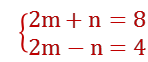 2m + n = 8
2m − n = 4